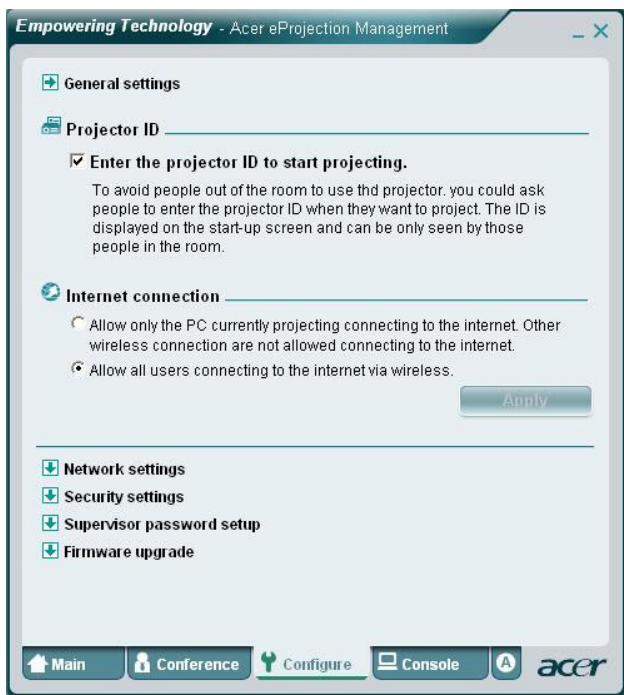 Empowering Technology - Acer eProjection Management
General settings
Projector ID
Enter the projector ID to start projecting.
To avoid people out of the room to use thd projector. you could ask
people to enter the projector ID when they want to project. The ID is
displayed on the start-up screen and can be only seen by those
people in the room.
Internet connection
Allow only the PC currently projecting connecting to the internet. Other
wireless connection are not allowed connecting to the internet.
Allow all users connecting to the internet via wireless.
Apply
Network settings
Security settings
Supervisor password setup
Firmware upgrade
Main Conference Configure Console A acer